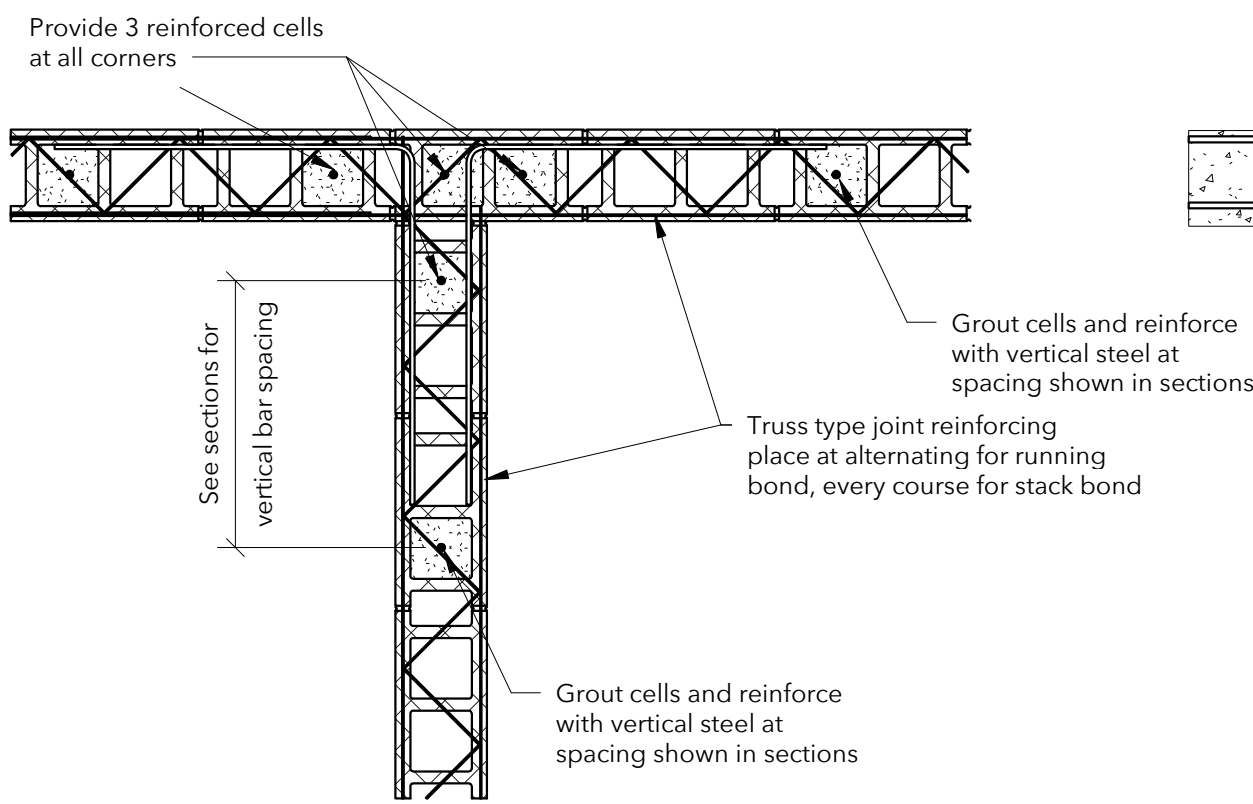 Provide 3 reinforced cells
at all corners
Grout cells and reinforce
with vertical steel at
spacing shown in sections
See sections for
vertical bar spacing
Truss type joint reinforcing
place at alternating for running
bond, every course for stack bond
Grout cells and reinforce
with vertical steel at
spacing shown in sections